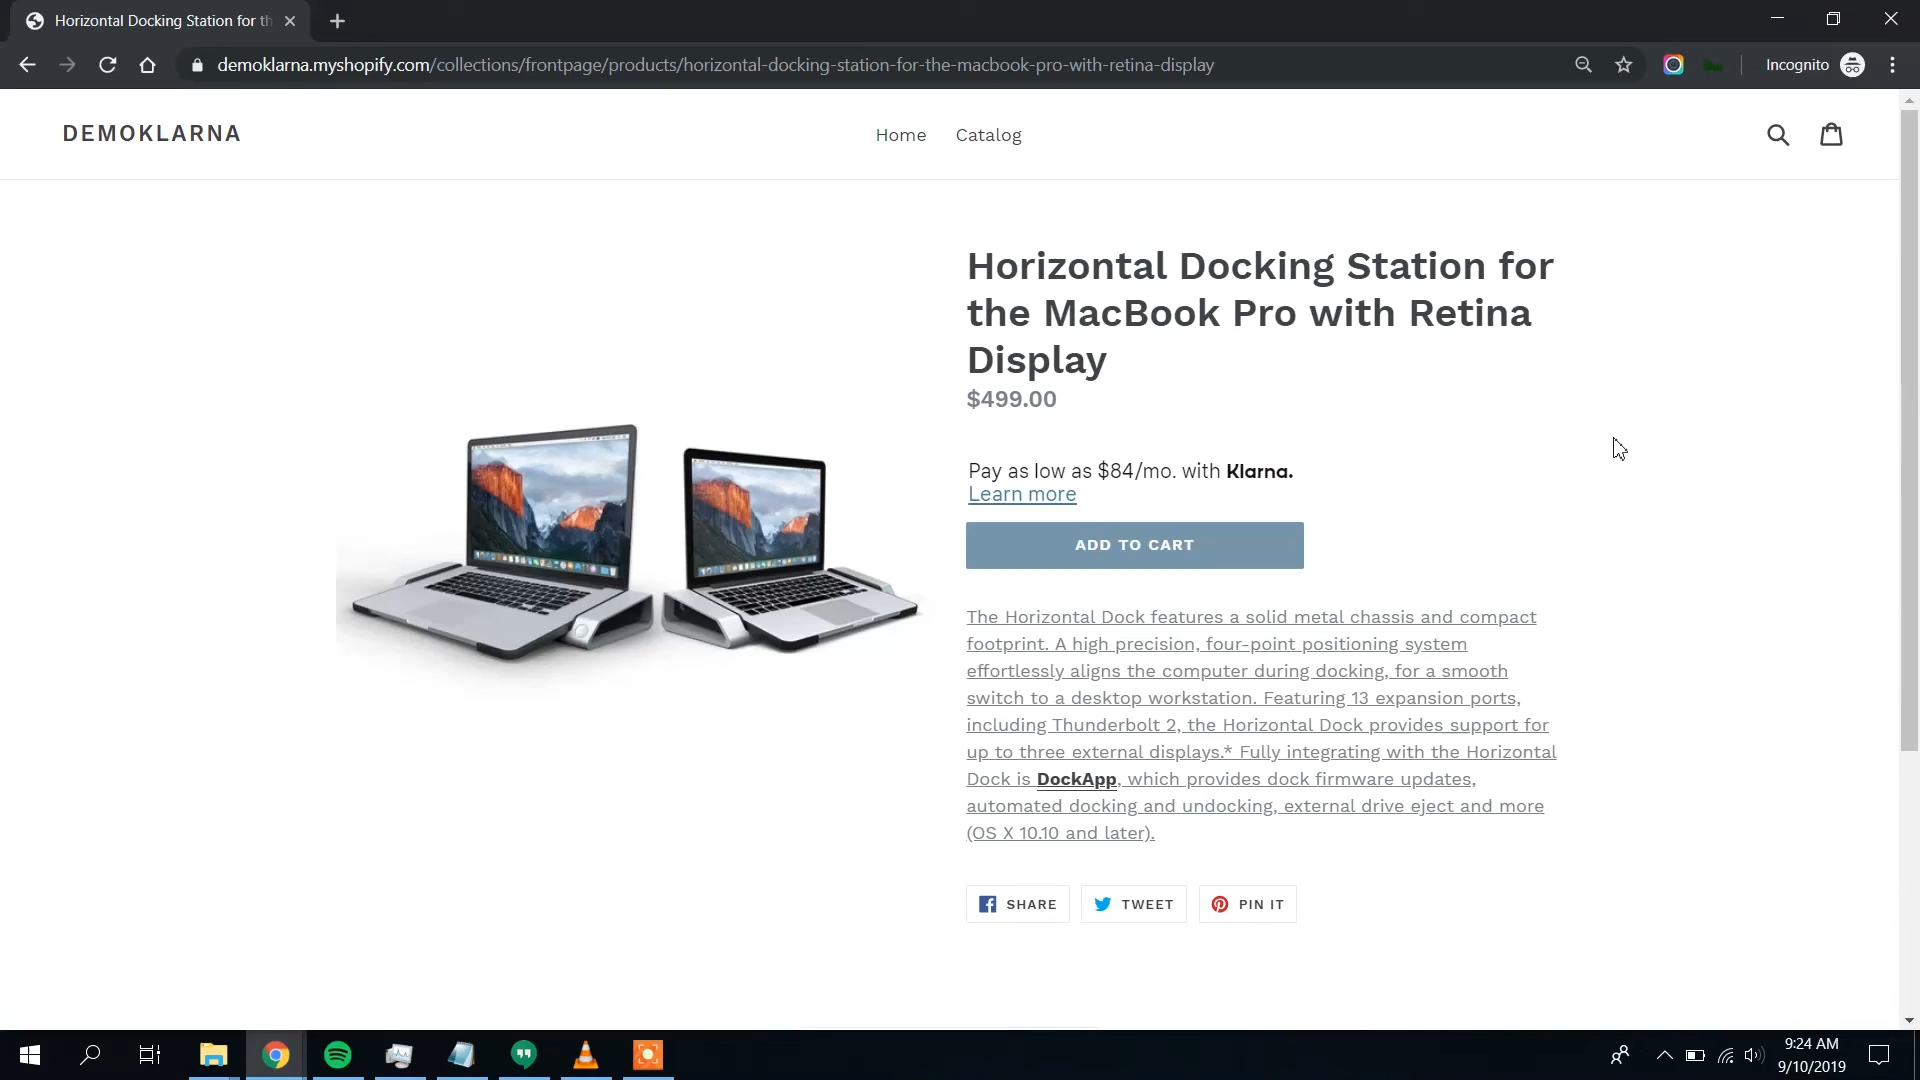 Horizontal Docking Station for th
demoklarna.myshopify.com/collections/frontpage/products/horizontal-docking-station-for-the-macbook-pro-with-retina-display
Incognito
DEMOKLARNA
Home
Catalog
Horizontal Docking Station for
the MacBook Pro with Retina
Display
$499.00
Pay as low as $84/mo. with Klarna.
Learn more
ADD TO CART
The Horizontal Dock features a solid metal chassis and compact
footprint. A high precision, four-point positioning system
effortlessly aligns the computer during docking, for a smooth
switch to a desktop workstation. Featuring 13 expansion ports,
including Thunderbolt 2, the Horizontal Dock provides support for
up to three external displays.* Fully integrating with the Horizontal
Dock is DockApp, which provides dock firmware updates,
automated docking and undocking, external drive eject and more
(OS X 10.10 and later).
SHARE
TWEET
PIN IT
9:24 AM
9/10/2019